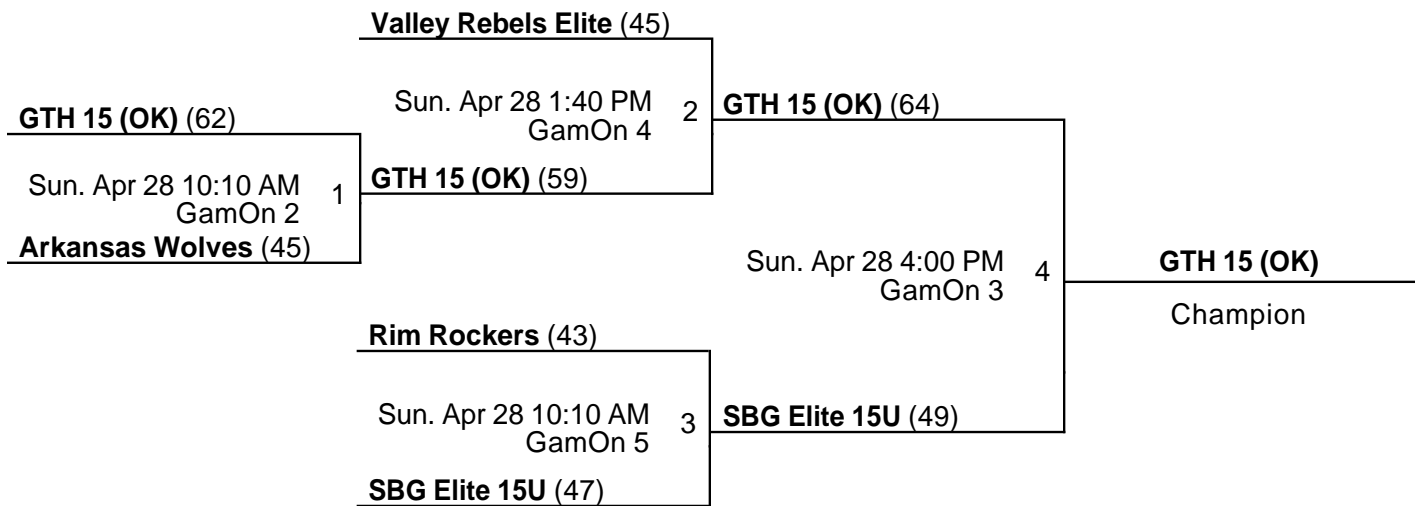 Valley Rebels Elite (45)
Sun. Apr 28 1:40 PM
GamOn 4
2
GTH 15 (OK) (64)
GTH 15 (OK) (62)
Sun. Apr 28 10:10 AM
GamOn 2
1
GTH 15 (OK) (59)
Arkansas Wolves (45)
Sun. Apr 28 4:00 PM
GamOn 3
4
GTH 15 (OK)
Champion
Rim Rockers (43)
Sun. Apr 28 10:10 AM
GamOn 5
3
SBG Elite 15U (49)
SBG Elite 15U (47)